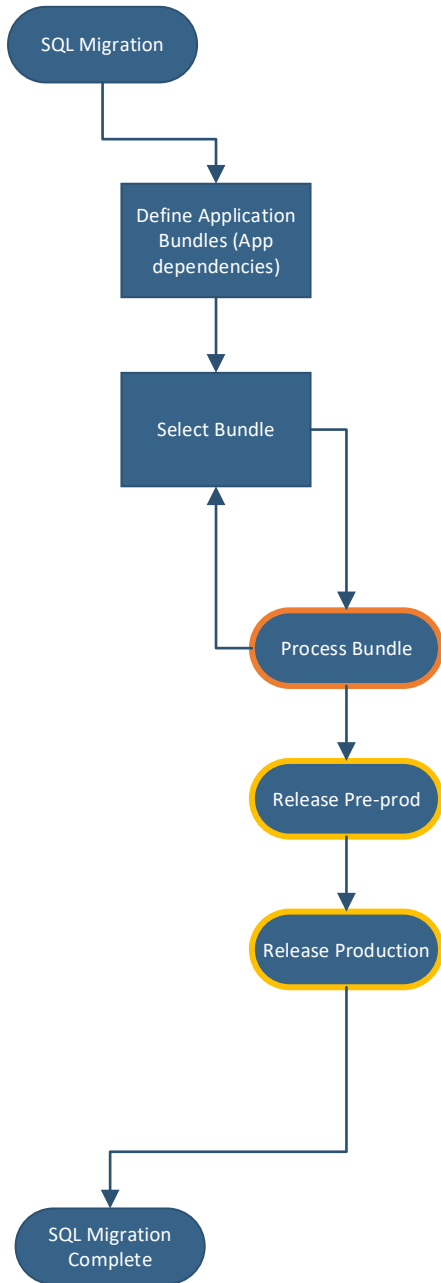 SQL Migration
Define Application
Bundles (App
dependencies)
Select Bundle
Process Bundle
Release Pre-prod
Release Production
SQL Migration
Complete